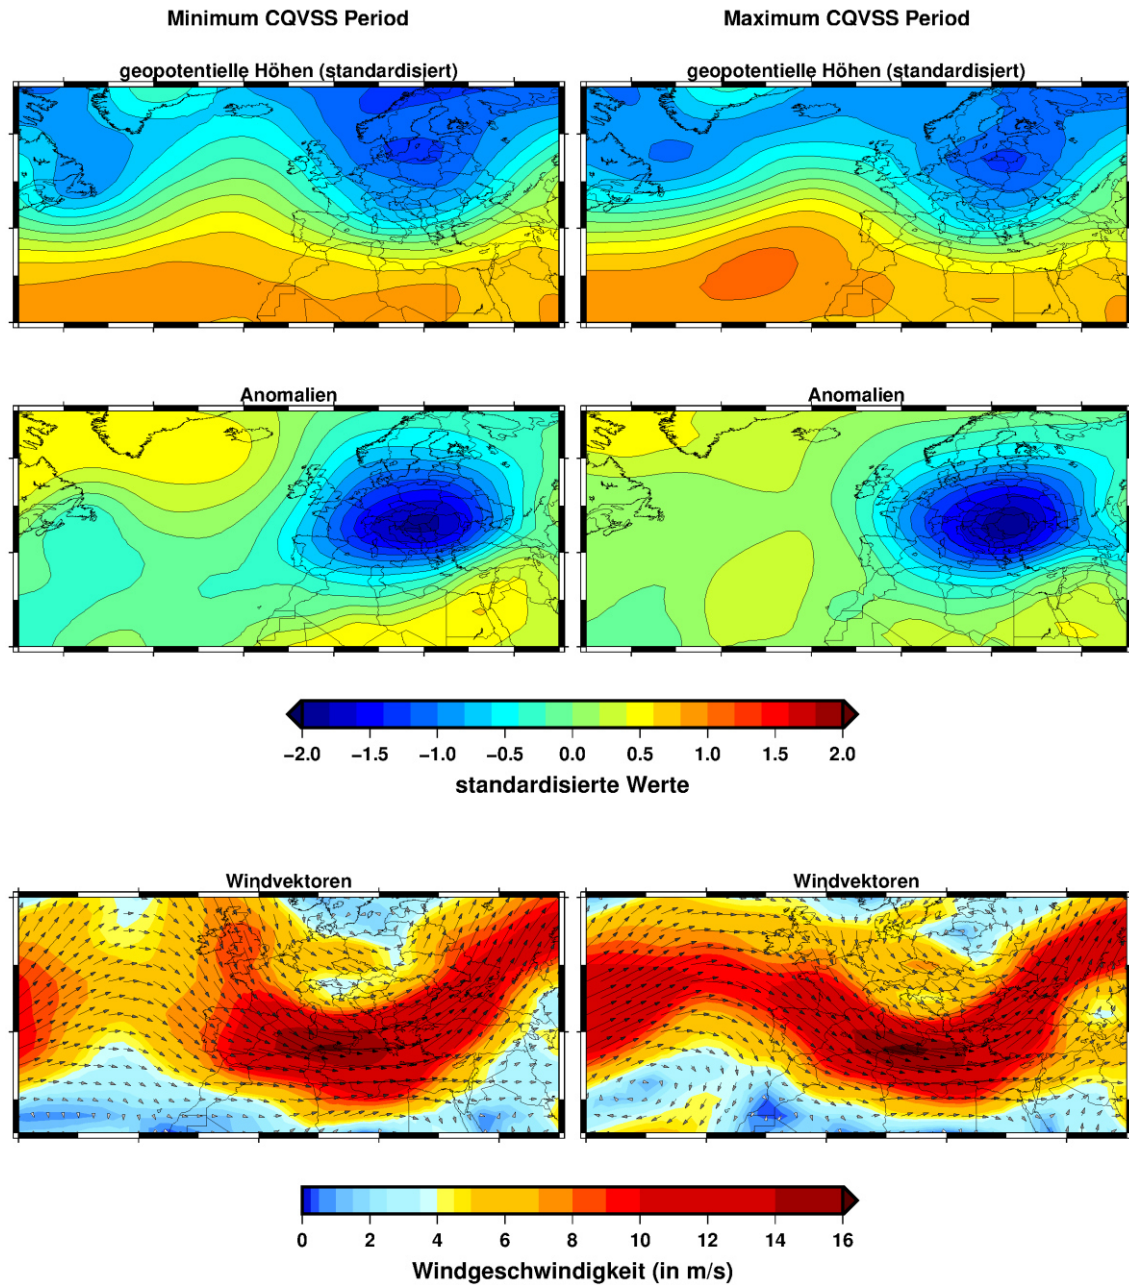 Minimum CQVSS Period
Maximum CQVSS Period
geopotentielle Höhen (standardisiert)
geopotentielle Höhen (standardisiert)
Anomalien
Anomalien
−2.0 −1.5 −1.0 −0.5 0.0 0.5 1.0 1.5 2.0
standardisierte Werte
Windvektoren
Windvektoren
0 2 4 6 8 10 12 14 16
Windgeschwindigkeit (in m/s)